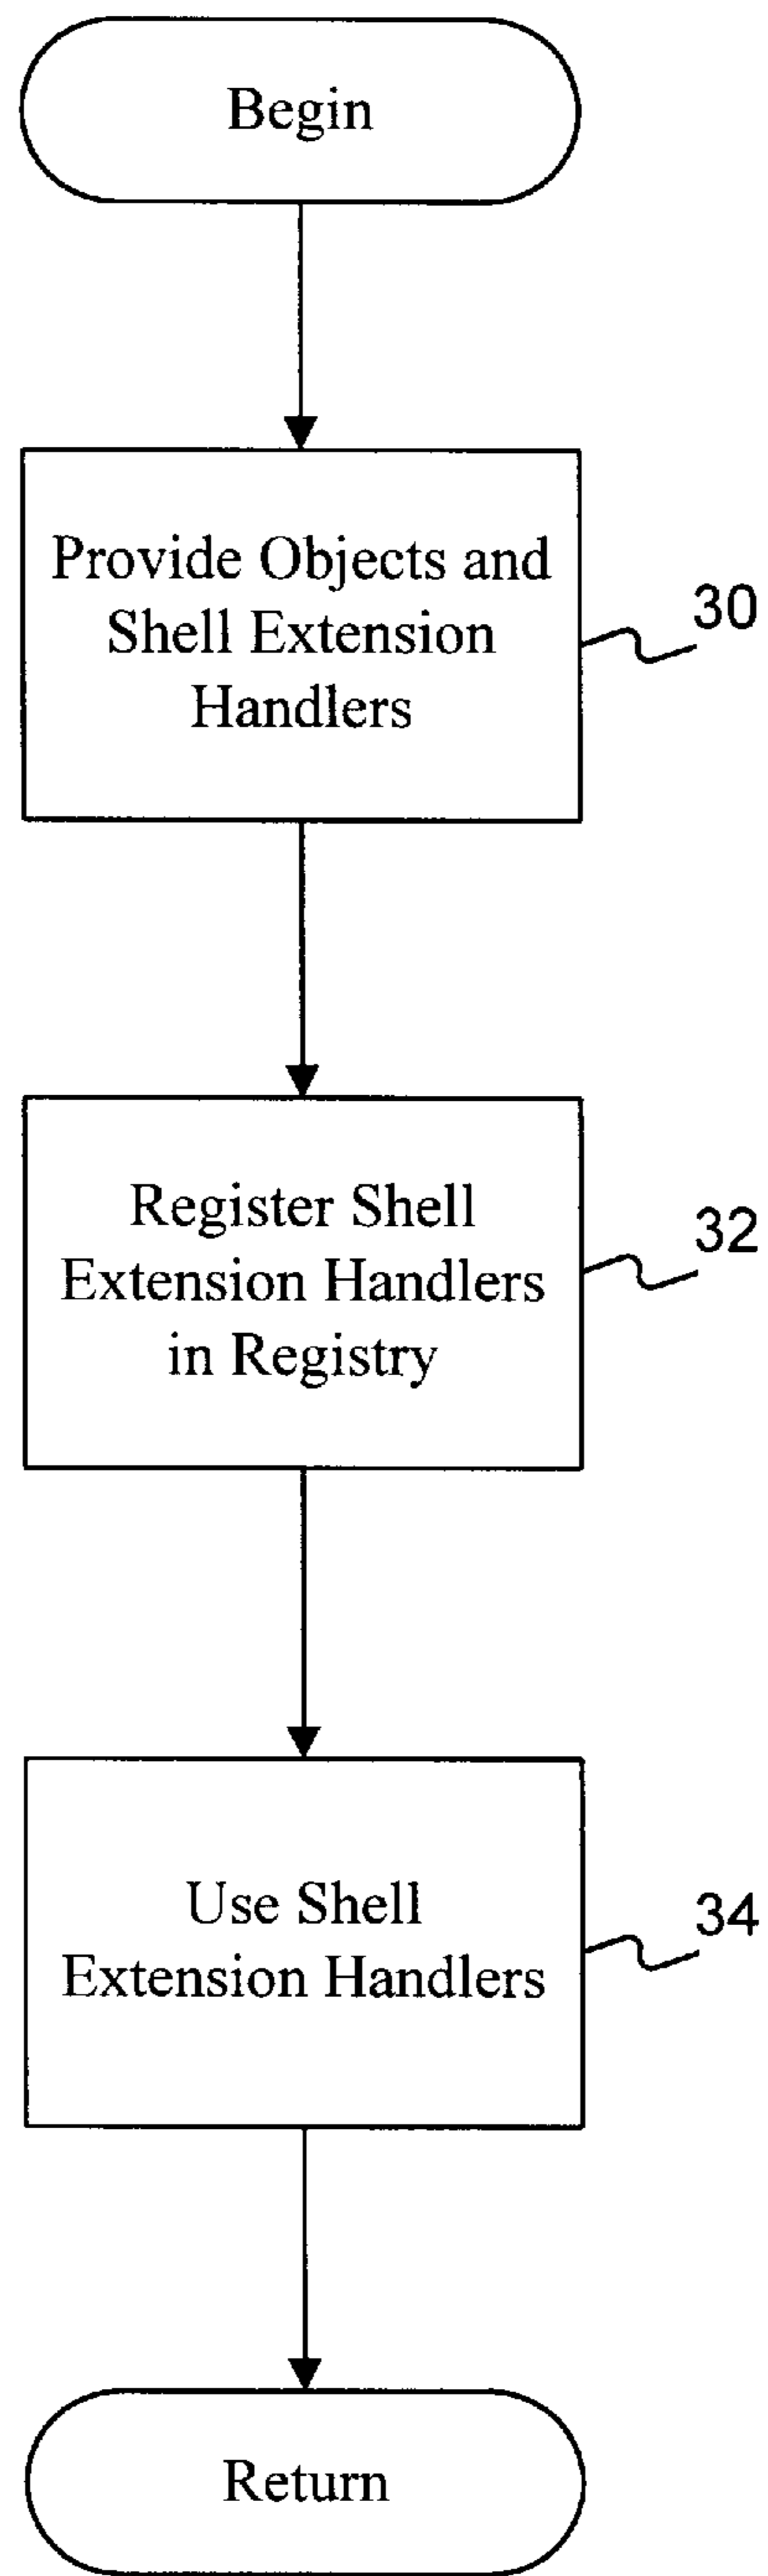 Begin
Provide Objects and
Shell Extension
Handlers
30
Register Shell
Extension Handlers
in Registry
32
Use Shell
Extension Handlers
34
Return